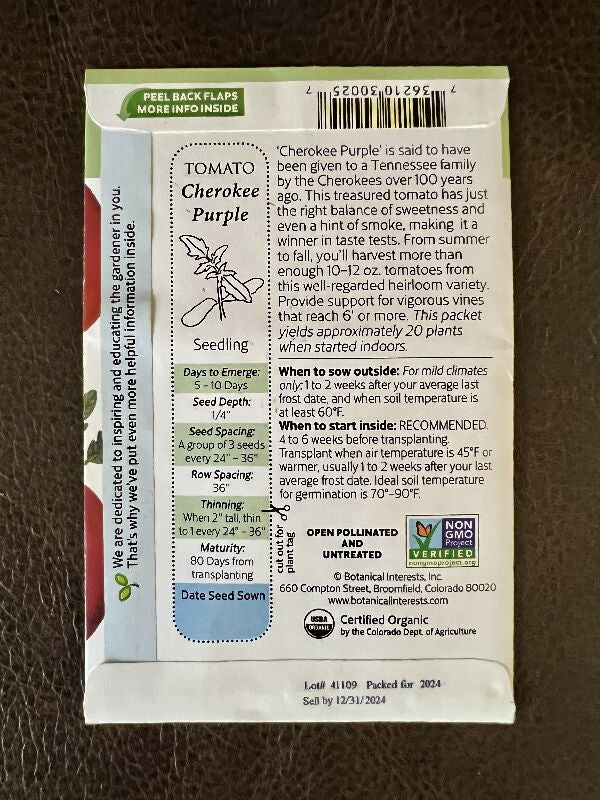 PEEL BACK FLAPS
MORE INFO INSIDE
7 36210 30025 7
We are dedicated to inspiring and educating the gardener in you.
That's why we've put even more helpful information inside.
TOMATO
Cherokee
Purple
Seedling
Days to Emerge:
5 - 10 Days
Seed Depth:
1/4"
Seed Spacing:
A group of 3 seeds
every 24" - 36"
Row Spacing:
36"
Thinning:
When 2" tall, thin
to 1 every 24" - 36"
Maturity:
80 Days from
transplanting
Date Seed Sown
cut out for
plant tag
'Cherokee Purple' is said to have
been given to a Tennessee family
by the Cherokees over 100 years
ago. This treasured tomato has just
the right balance of sweetness and
even a hint of smoke, making it a
winner in taste tests. From summer
to fall, you'll harvest more than
enough 10–12 oz. tomatoes from
this well-regarded heirloom variety.
Provide support for vigorous vines
that reach 6' or more. This packet
yields approximately 20 plants
when started indoors.
When to sow outside: For mild climates
only: 1 to 2 weeks after your average last
frost date, and when soil temperature is
at least 60°F.
When to start inside: RECOMMENDED.
4 to 6 weeks before transplanting.
Transplant when air temperature is 45°F or
warmer, usually 1 to 2 weeks after your last
average frost date. Ideal soil temperature
for germination is 70°–90°F.
OPEN POLLINATED
AND
UNTREATED
NON
GMO
Project
VERIFIED
nongmoproject.org
© Botanical Interests, Inc.
660 Compton Street, Broomfield, Colorado 80020
www.botanicalinterests.com
USDA
ORGANIC
Certified Organic
by the Colorado Dept. of Agriculture
Lot# 41109 Packed for 2024
Sell by 12/31/2024